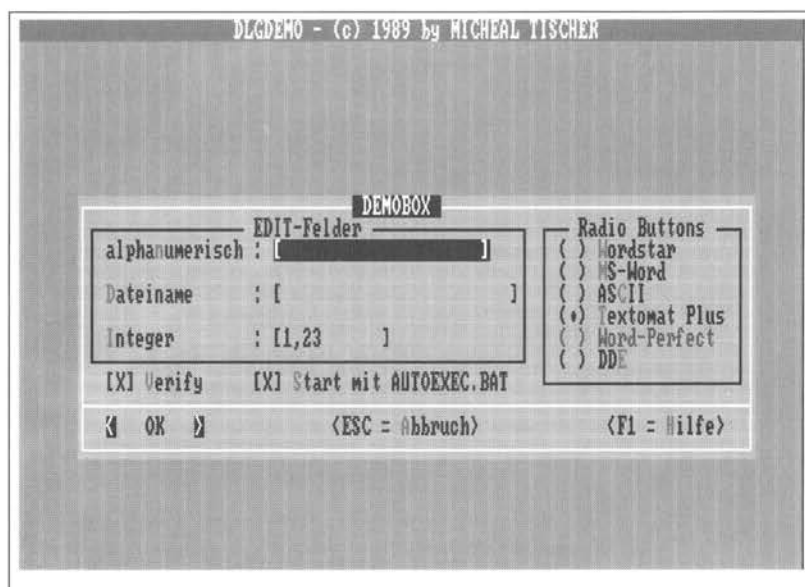 DLGDEMO - (c) 1989 by MICHEAL TISCHER
DEMOBOX
EDIT-Felder
alphanumerisch : [ ]
Dateiname : [ ]
Integer : [1,23 ]
[X] Verify [X] Start mit AUTOEXEC.BAT
Radio Buttons
( ) Wordstar
( ) MS-Word
( ) ASCII
(•) Textomat Plus
( ) Word-Perfect
( ) DDE
< OK > <ESC = Abbruch> <F1 = Hilfe>